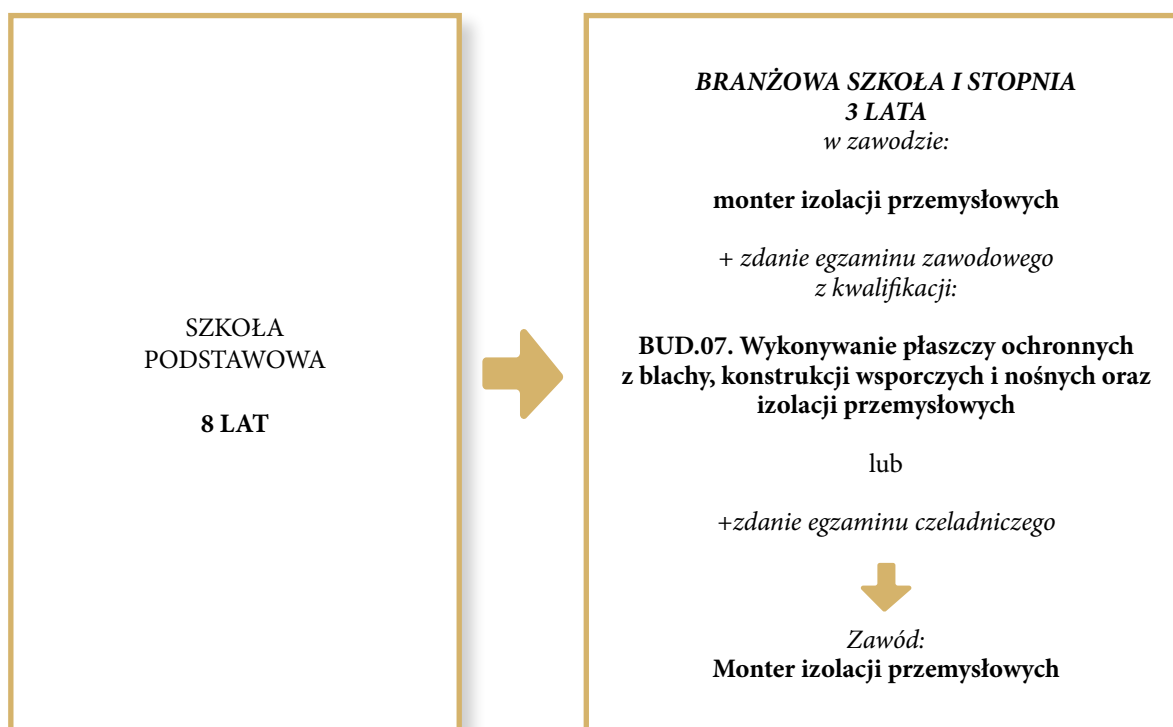 SZKOŁA
PODSTAWOWA
8 LAT
BRANŻOWA SZKOŁA I STOPNIA
3 LATA
w zawodzie:
monter izolacji przemysłowych
+ zdanie egzaminu zawodowego
z kwalifikacji:
BUD.07. Wykonywanie płaszczy ochronnych
z blachy, konstrukcji wsporczych i nośnych oraz
izolacji przemysłowych
lub
+zdanie egzaminu czeladniczego
Zawód:
Monter izolacji przemysłowych